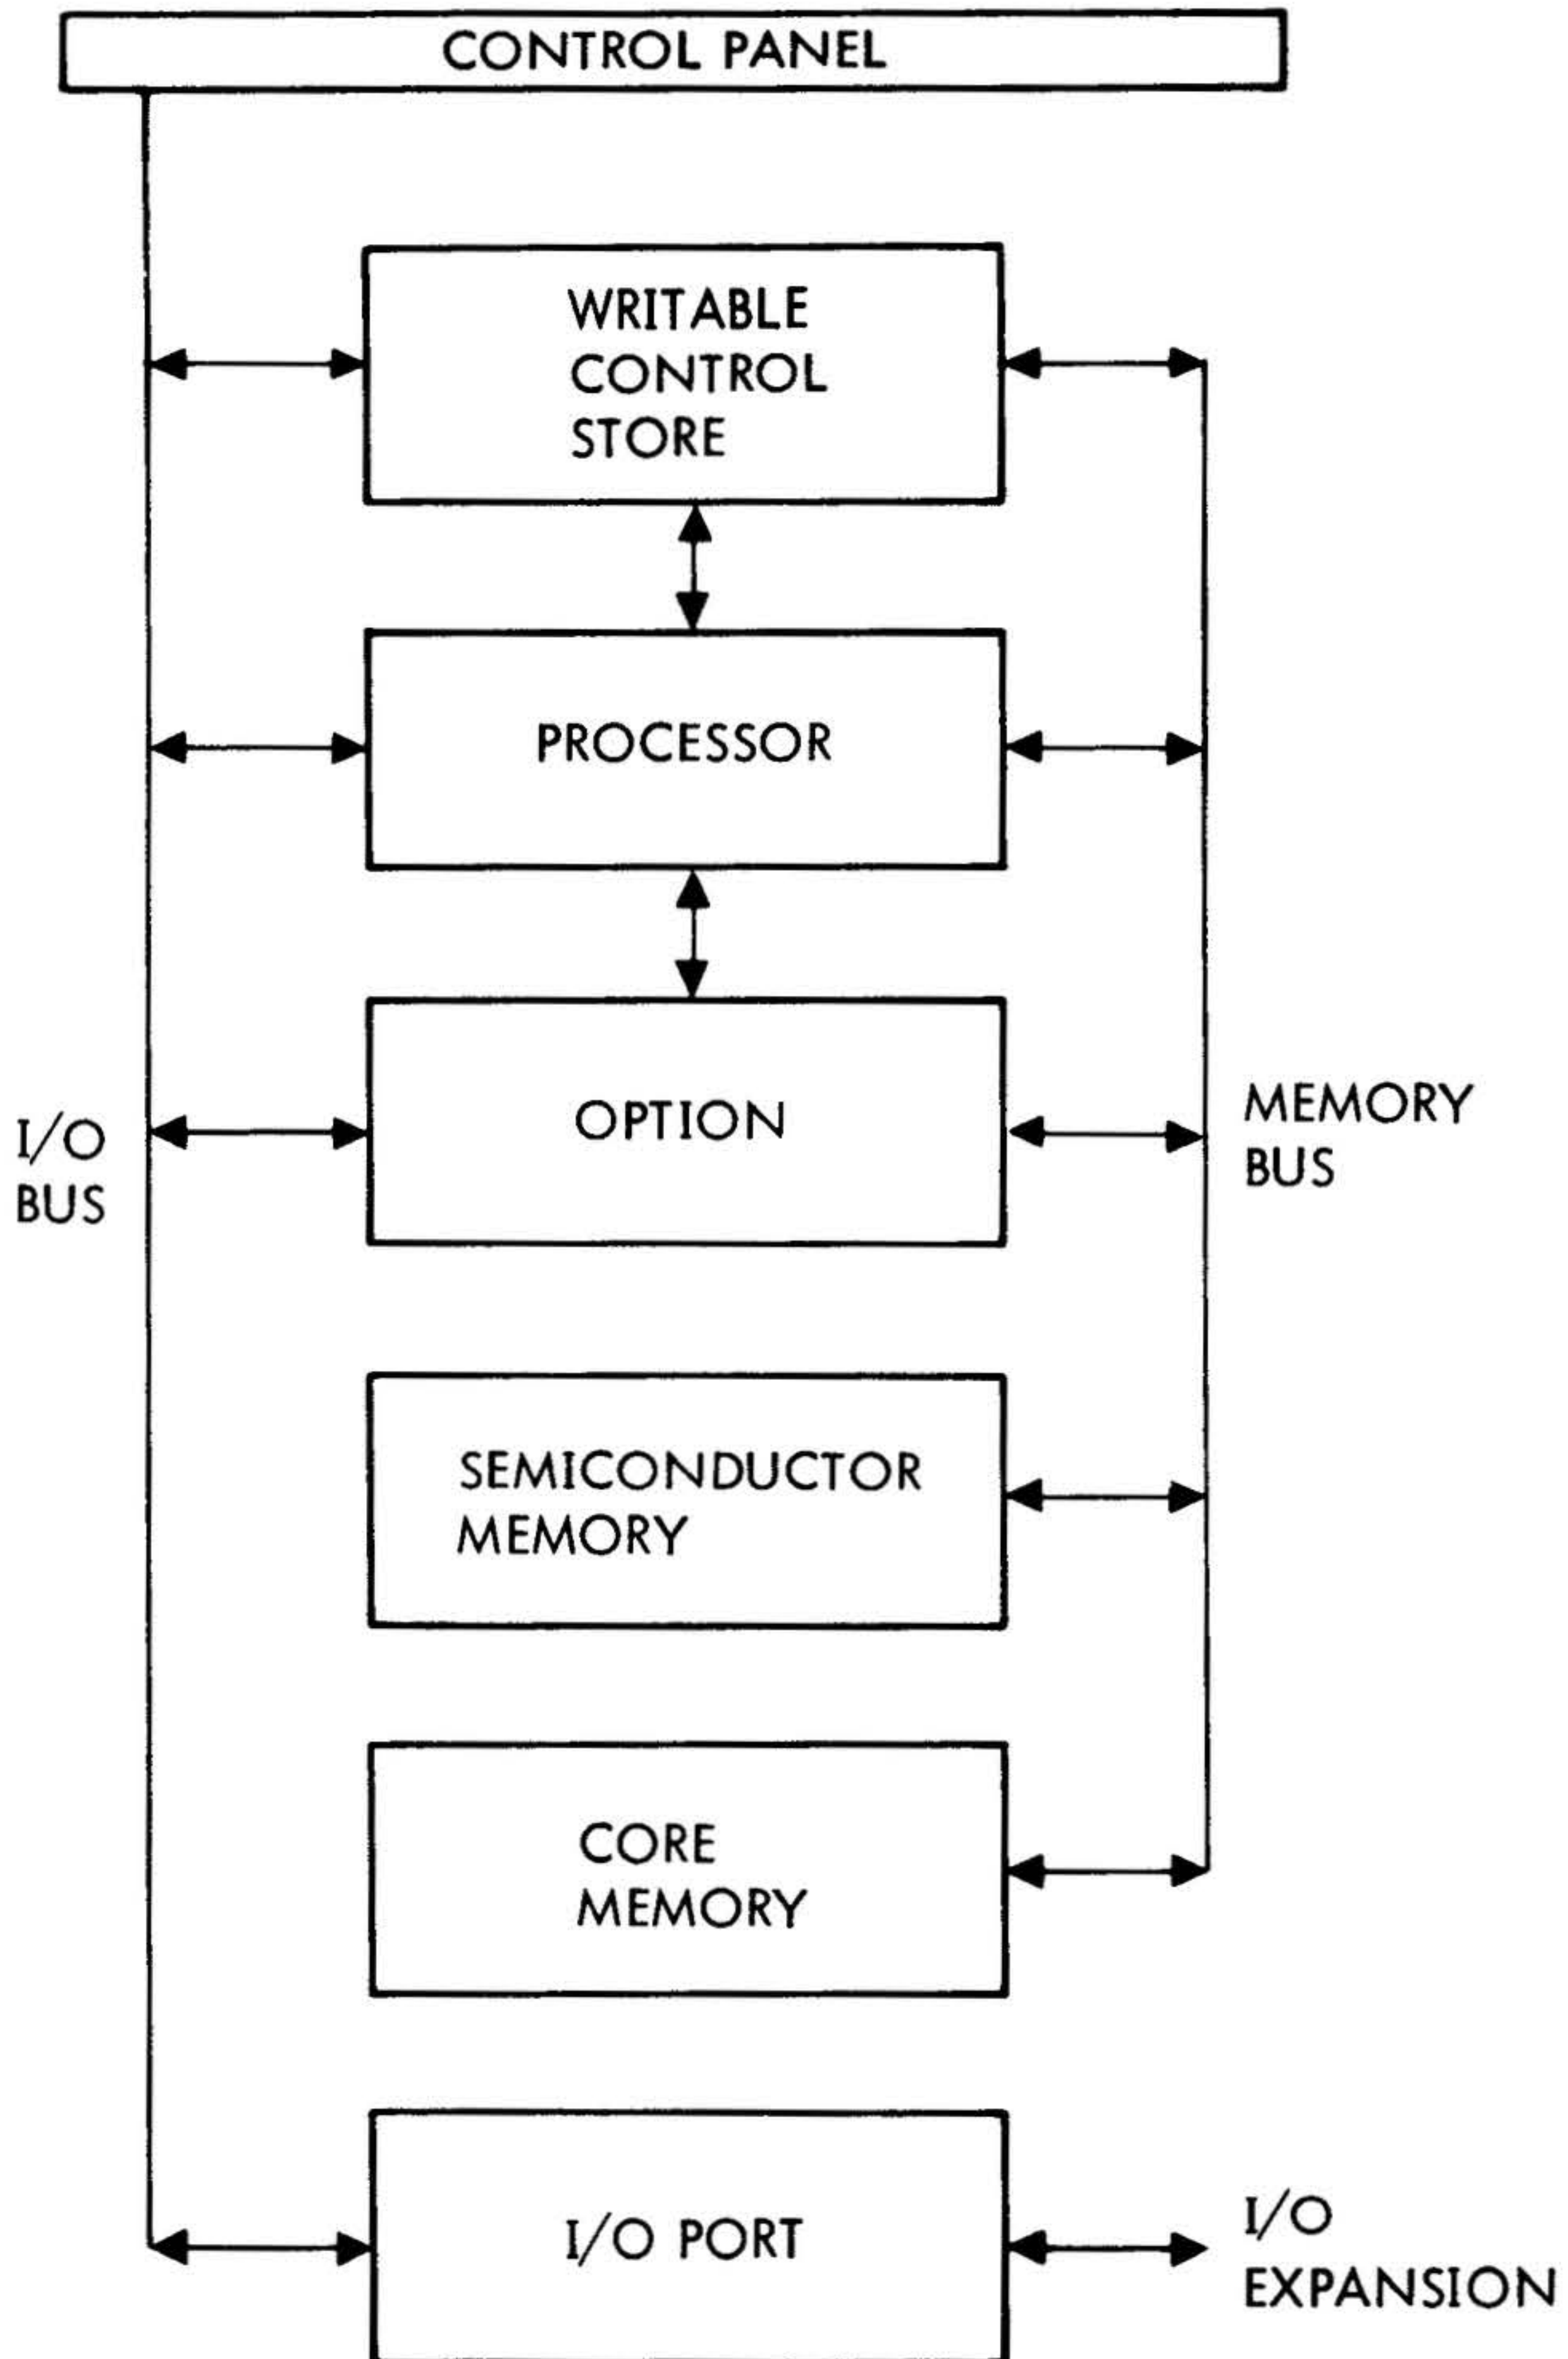 CONTROL PANEL
WRITABLE
CONTROL
STORE
PROCESSOR
OPTION
I/O
BUS
MEMORY
BUS
SEMICONDUCTOR
MEMORY
CORE
MEMORY
I/O PORT
I/O
EXPANSION